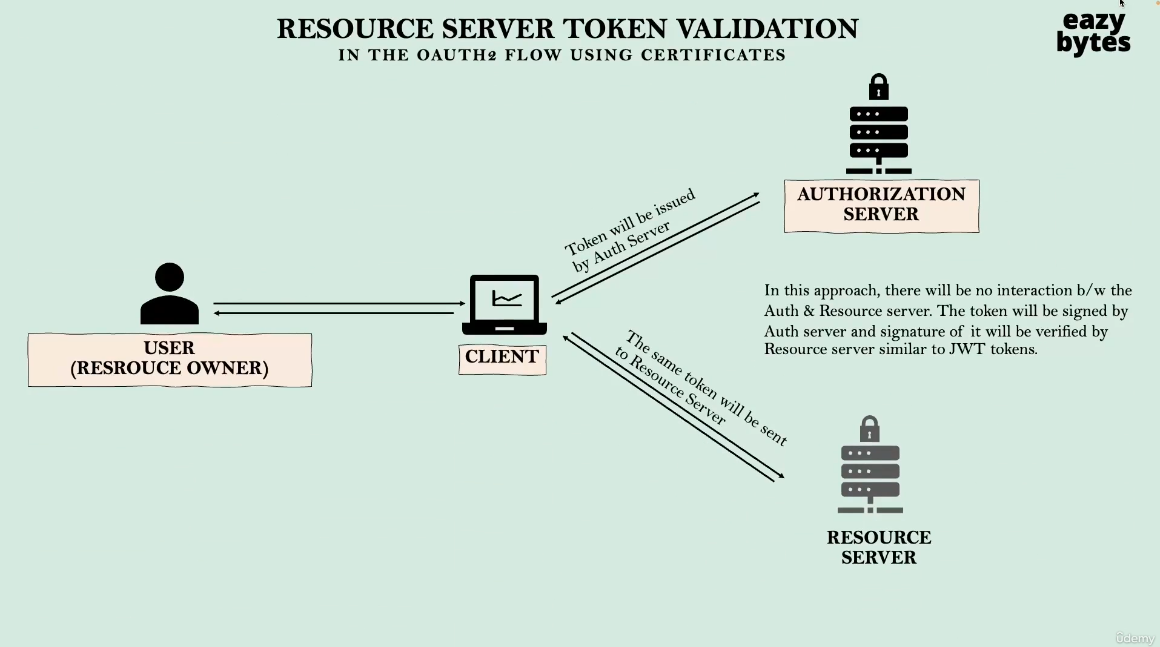 RESOURCE SERVER TOKEN VALIDATION
IN THE OAUTH2 FLOW USING CERTIFICATES
eazy
bytes
AUTHORIZATION
SERVER
Token will be issued
by Auth Server
In this approach, there will be no interaction b/w the
Auth & Resource server. The token will be signed by
Auth server and signature of it will be verified by
Resource server similar to JWT tokens.
USER
(RESROUCE OWNER)
CLIENT
The same token will be sent
to Resource Server
RESOURCE
SERVER
ûdemy